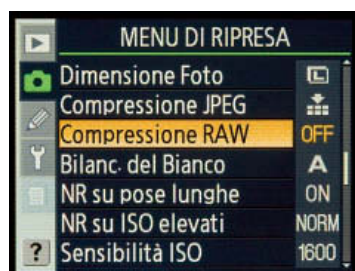 MENU DI RIPRESA
Dimensione Foto L
Compressione JPEG
Compressione RAW OFF
Bilanc. del Bianco A
NR su pose lunghe ON
NR su ISO elevati NORM
? Sensibilità ISO 1600